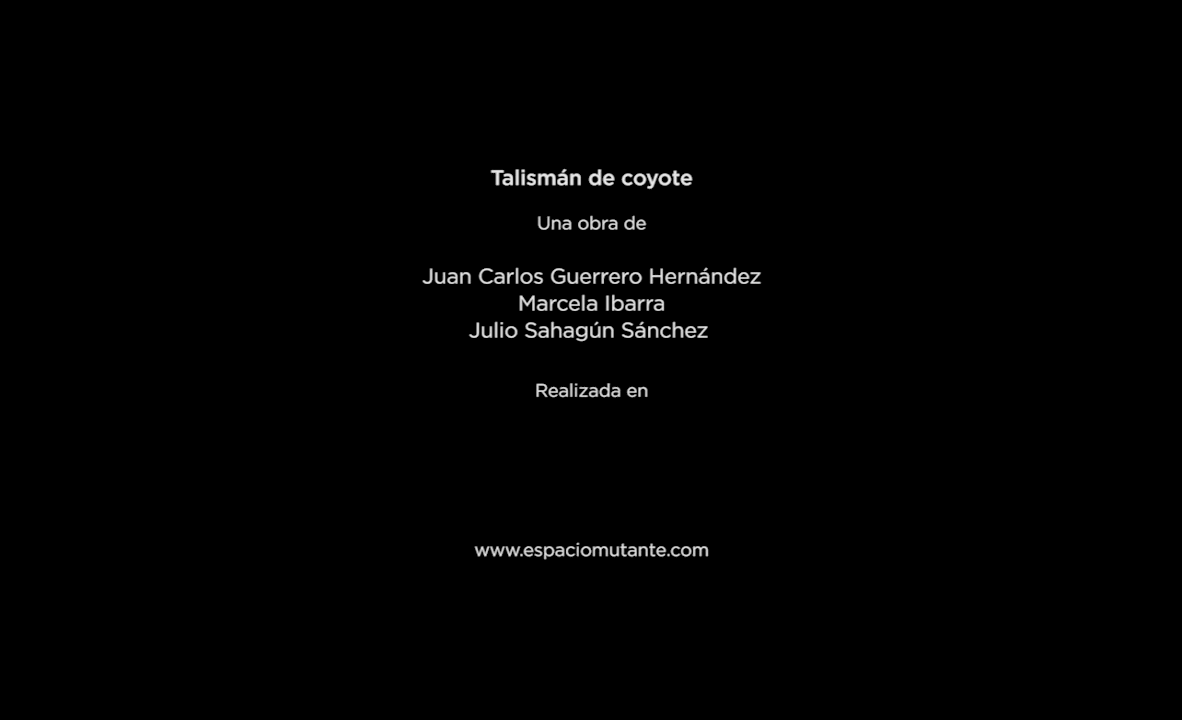 Talismán de coyote
Una obra de
Juan Carlos Guerrero Hernández
Marcela Ibarra
Julio Sahagún Sánchez
Realizada en
www.espaciomutante.com